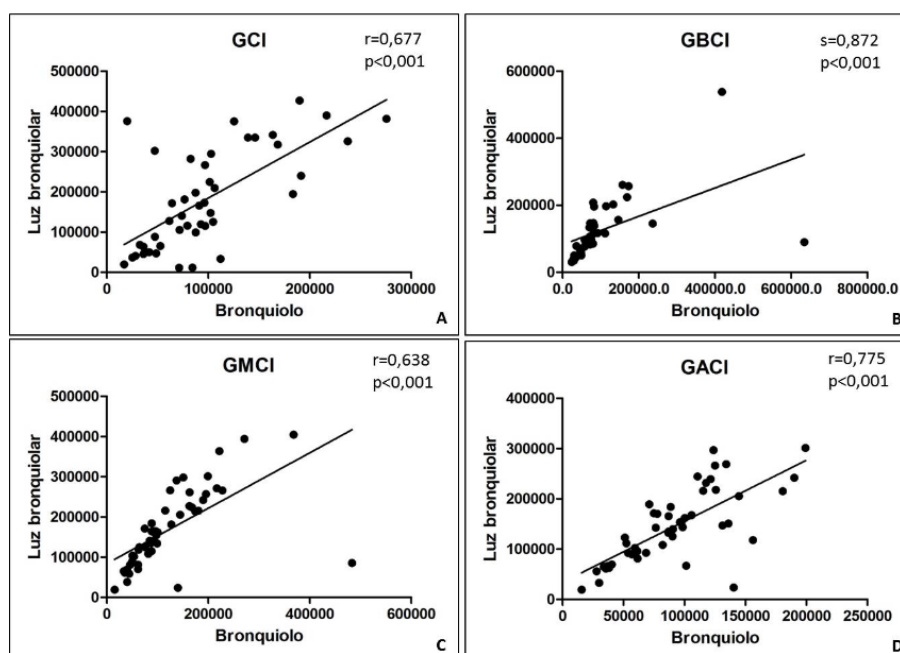 GCI
r=0,677
p<0,001
Luz bronquiolar
500000
400000
300000
200000
100000
0
0 100000 200000 300000
Bronquiolo
A
GBCI
s=0,872
p<0,001
Luz bronquiolar
600000
400000
200000
0
0.0 200000.0 400000.0 600000.0 800000.0
Bronquiolo
B
GMCI
r=0,638
p<0,001
Luz bronquiolar
500000
400000
300000
200000
100000
0
0 200000 400000 600000
Bronquiolo
C
GACI
r=0,775
p<0,001
Luz bronquiolar
400000
300000
200000
100000
0
0 50000 100000 150000 200000 250000
Bronquiolo
D